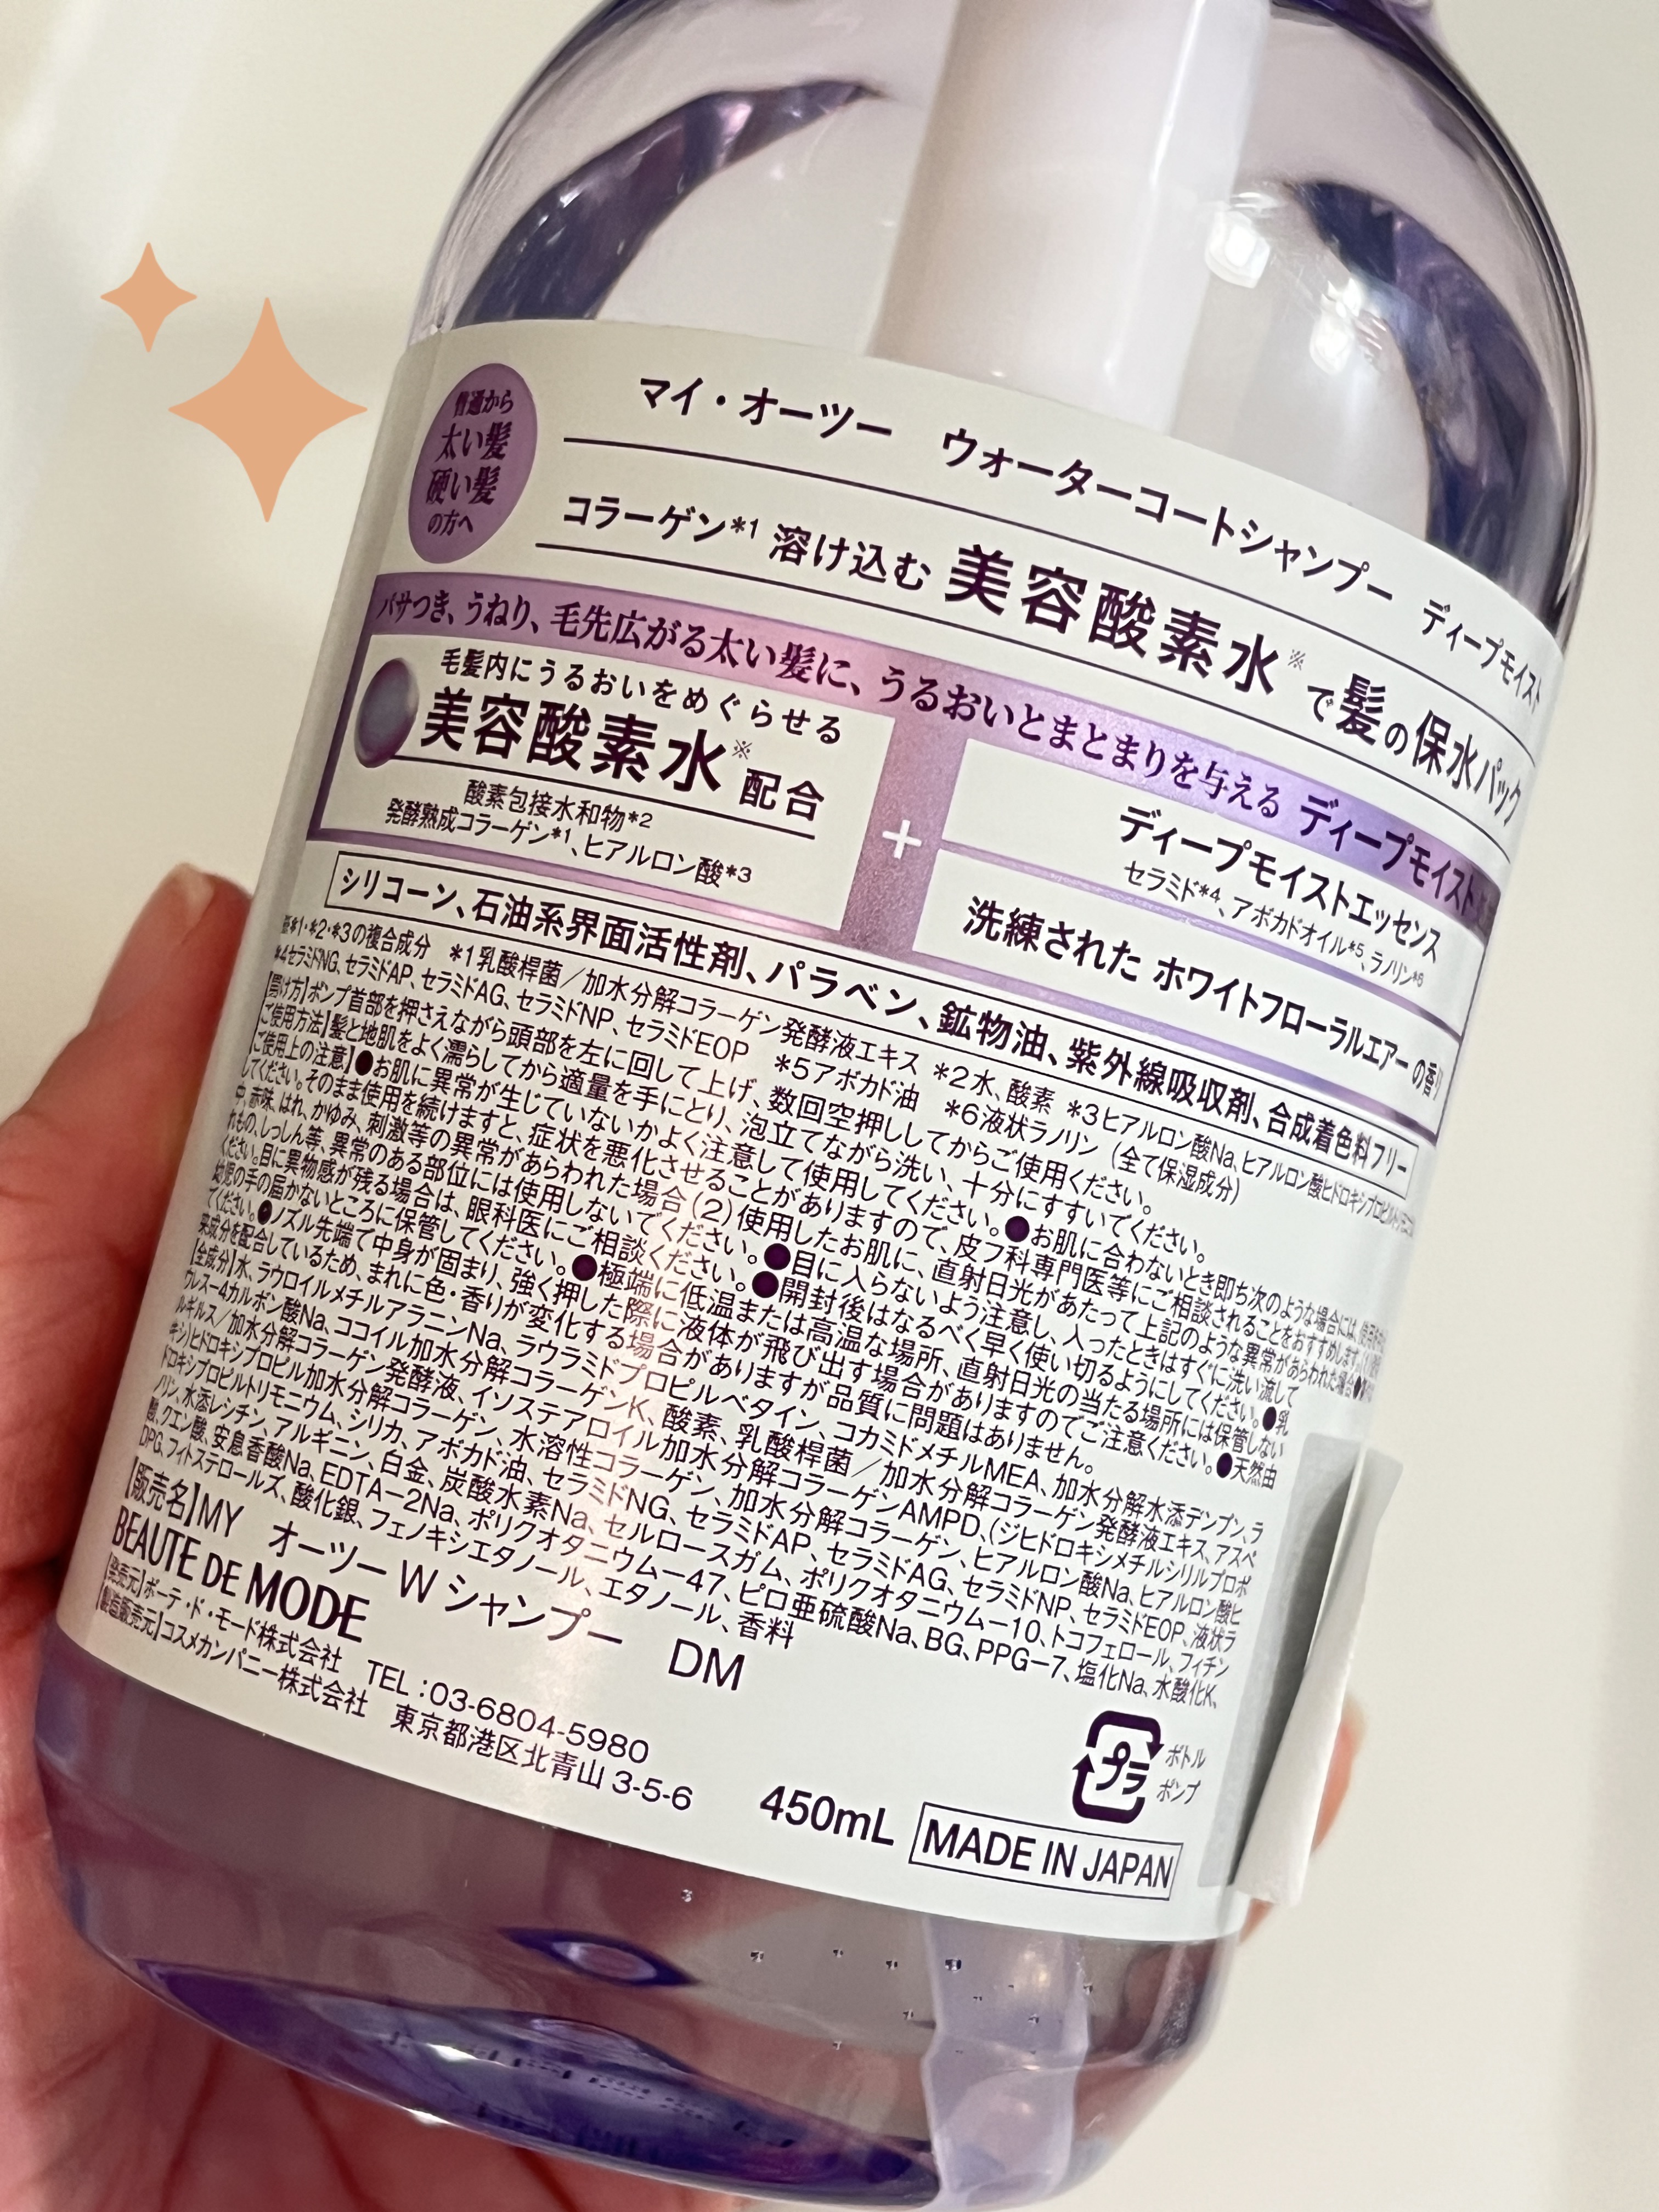 普通から
太い髪
硬い髪
の方へ
マイ・オーツー ウォーターコートシャンプー ディープモイスト
コラーゲン*1 溶け込む 美容酸素水※ で髪の保水パック
パサつき、うねり、毛先広がる太い髪に、うるおいとまとまりを与える ディープモイスト
毛髪内にうるおいをめぐらせる
美容酸素水※ 配合
酸素包接水和物*2
発酵熟成コラーゲン*1、ヒアルロン酸*3
+
ディープモイストエッセンス
セラミド*4、アボカドオイル*5、ラノリン*6
洗練された ホワイトフローラルエアー の香り
シリコーン、石油系界面活性剤、パラベン、鉱物油、紫外線吸収剤、合成着色料フリー
※*1・*2・*3の複合成分 *1乳酸桿菌／加水分解コラーゲン発酵液エキス *2水、酸素 *3ヒアルロン酸Na、ヒアルロン酸ヒドロキシプロピルトリモニウム
*4セラミドNG、セラミドAP、セラミドAG、セラミドNP、セラミドEOP *5アボカド油 *6液状ラノリン (全て保湿成分)
【開け方】ポンプ首部を押さえながら頭部を左に回して上げ、数回空押ししてからご使用ください。
【ご使用方法】髪と地肌をよく濡らしてから適量を手にとり、泡立てながら洗い、十分にすすいでください。
【ご使用上の注意】●お肌に異常が生じていないかよく注意して使用してください。●お肌に合わないとき即ち次のような場合には、使用を中止
してください。そのまま使用を続けますと、症状を悪化させることがありますので、皮フ科専門医等にご相談されることをおすすめします。(1)使用
中、赤味、はれ、かゆみ、刺激等の異常があらわれた場合(2)使用したお肌に、直射日光があたって上記のような異常があらわれた場合●
れもの、しっしん等、異常のある部位には使用しないでください。●目に入らないよう注意し、入ったときはすぐに洗い流して
ください。目に異物感が残る場合は、眼科医にご相談ください。●開封後はなるべく早く使い切るようにしてください。●乳
幼児の手の届かないところに保管してください。●極端に低温または高温な場所、直射日光の当たる場所には保管しない
でください。●ノズル先端で中身が固まり、強く押した際に液体が飛び出す場合がありますのでご注意ください。●天然由
来成分を配合しているため、まれに色・香りが変化する場合がありますが品質に問題はありません。
【全成分】水、ラウロイルメチルアラニンNa、ラウラミドプロピルベタイン、コカミドメチルMEA、加水分解水添デンプン、ラ
ウレス－4カルボン酸Na、ココイル加水分解コラーゲンK、酸素、乳酸桿菌／加水分解コラーゲン発酵液エキス、アスペ
ルギルス／加水分解コラーゲン発酵液、イソステアロイル加水分解コラーゲンAMPD、(ジヒドロキシメチルシリルプロポ
キシ)ヒドロキシプロピル加水分解コラーゲン、水溶性コラーゲン、加水分解コラーゲン、ヒアルロン酸Na、ヒアルロン酸ヒ
ドロキシプロピルトリモニウム、シリカ、アボカド油、セラミドNG、セラミドAP、セラミドAG、セラミドNP、セラミドEOP、液状ラ
ノリン、水添レシチン、アルギニン、白金、炭酸水素Na、セルロースガム、ポリクオタニウム－10、トコフェロール、フィチン
酸、クエン酸、安息香酸Na、EDTA－2Na、ポリクオタニウム－47、ピロ亜硫酸Na、BG、PPG－7、塩化Na、水酸化K、
DPG、フィトステロールズ、酸化銀、フェノキシエタノール、エタノール、香料
【販売名】MY オーツー W シャンプー DM
BEAUTE DE MODE
【発売元】ボーテ・ド・モード株式会社 TEL:03-6804-5980
【製造販売元】コスメカンパニー株式会社 東京都港区北青山 3-5-6
450mL
プラ
ボトル
ポンプ
MADE IN JAPAN